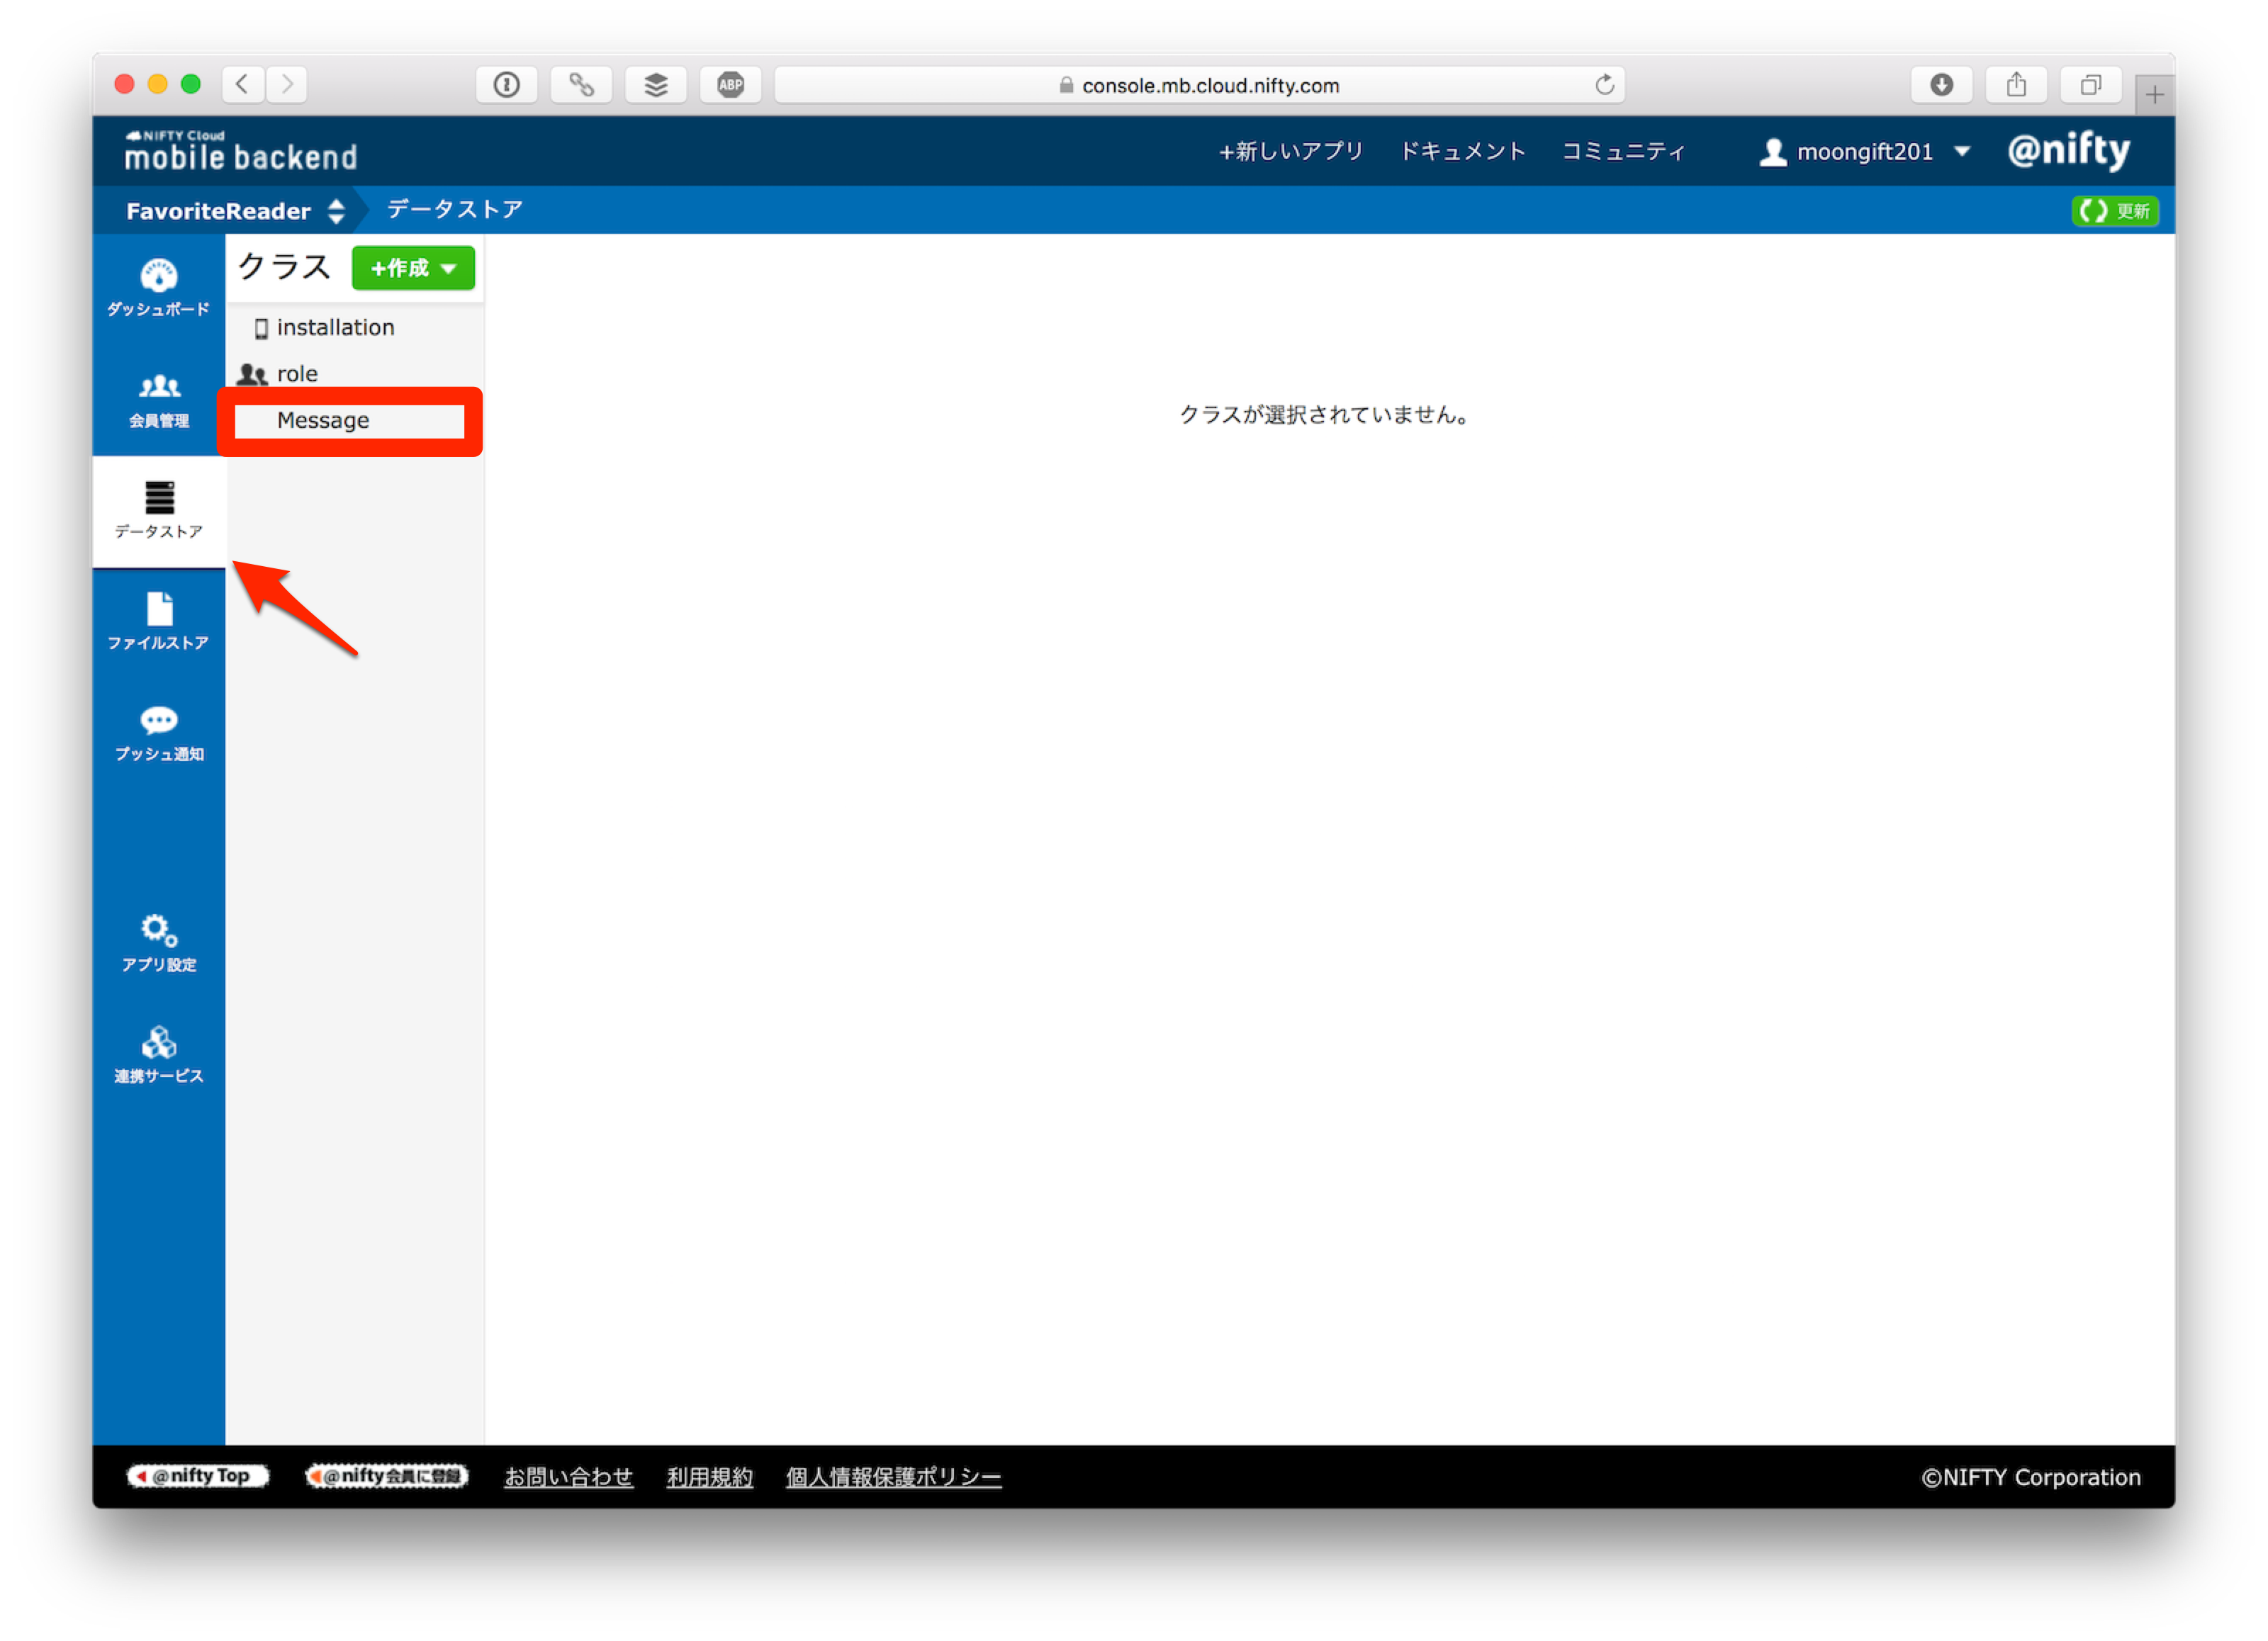 ABP
console.mb.cloud.nifty.com
NIFTY Cloud
mobile backend
+新しいアプリ ドキュメント コミュニティ moongift201 @nifty
FavoriteReader データストア 更新
クラス +作成
ダッシュボード
installation
role
会員管理
Message
クラスが選択されていません。
データストア
ファイルストア
プッシュ通知
アプリ設定
連携サービス
@nifty Top @nifty会員に登録 お問い合わせ 利用規約 個人情報保護ポリシー ©NIFTY Corporation